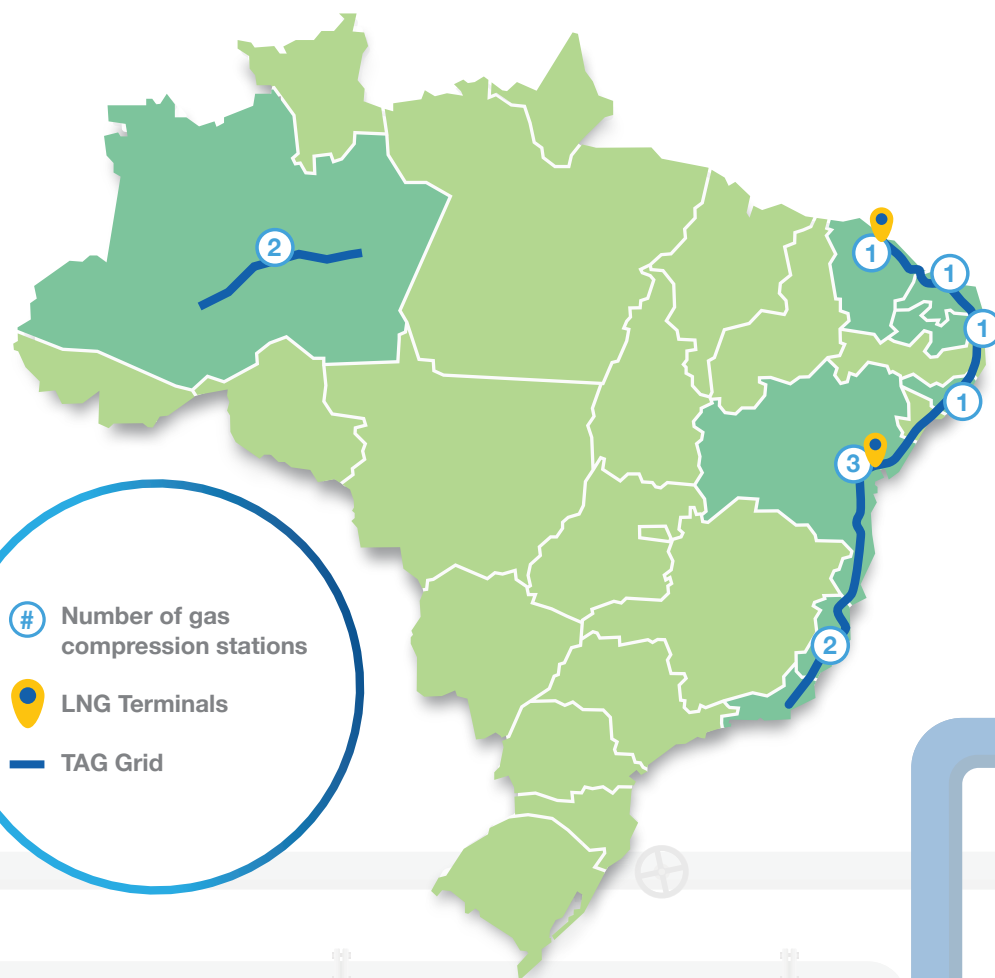 2
1
1
1
1
3
2
# Number of gas
compression stations
LNG Terminals
TAG Grid